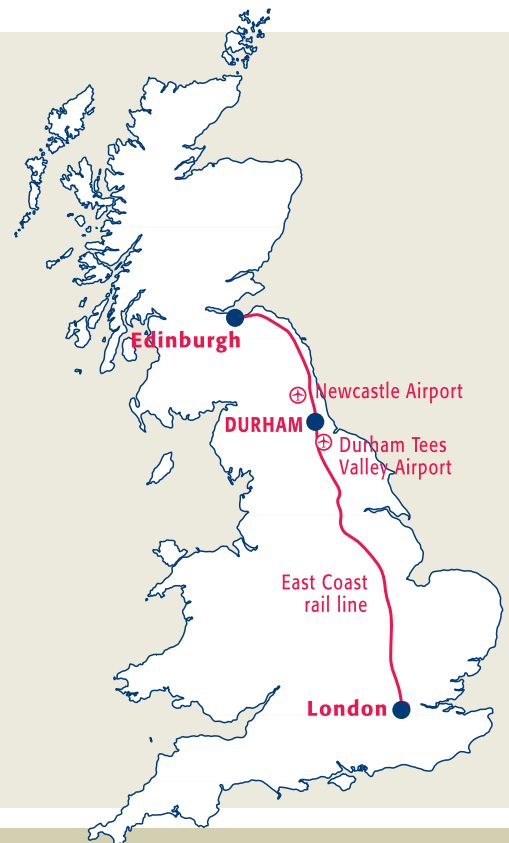 Edinburgh
Newcastle Airport
DURHAM
Durham Tees
Valley Airport
East Coast
rail line
London